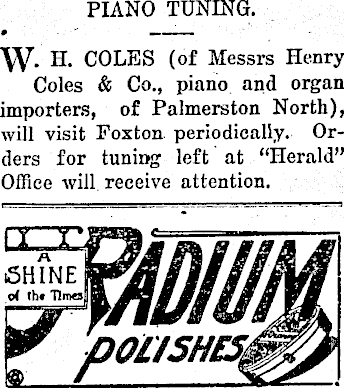 PIANO TUNING.
W. H. COLES (of Messrs Henry
Coles & Co., piano and organ
importers, of Palmerston North),
will visit Foxton periodically. Or-
ders for tuning left at "Herald"
Office will receive attention.
A
SHINE
of the Times
RADIUM
POLISHES